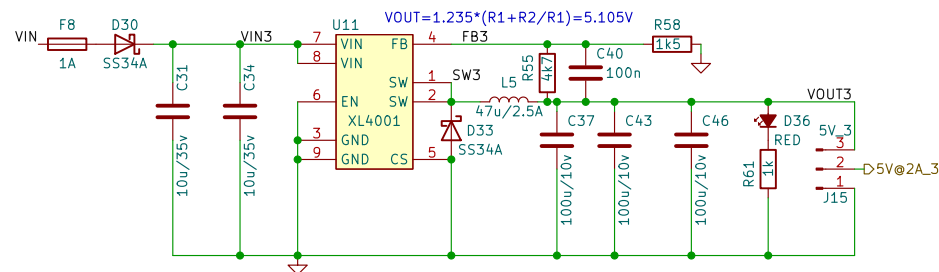 VOUT=1.235*(R1+R2/R1)=5.105V
F8
D30
U11
R58
VIN
VIN3
7
VIN
FB
4
FB3
1k5
1A
SS34A
8
VIN
R55
4k7
C40
100n
C31
C34
SW
1
SW3
L5
6
EN
SW
2
47u/2.5A
VOUT3
XL4001
C37
C43
C46
D36
RED
5V_3
3
10u/35v
10u/35v
3
GND
D33
SS34A
9
GND
CS
5
100u/10v
100u/10v
100u/10v
R61
1k
2
5V@2A_3
1
J15